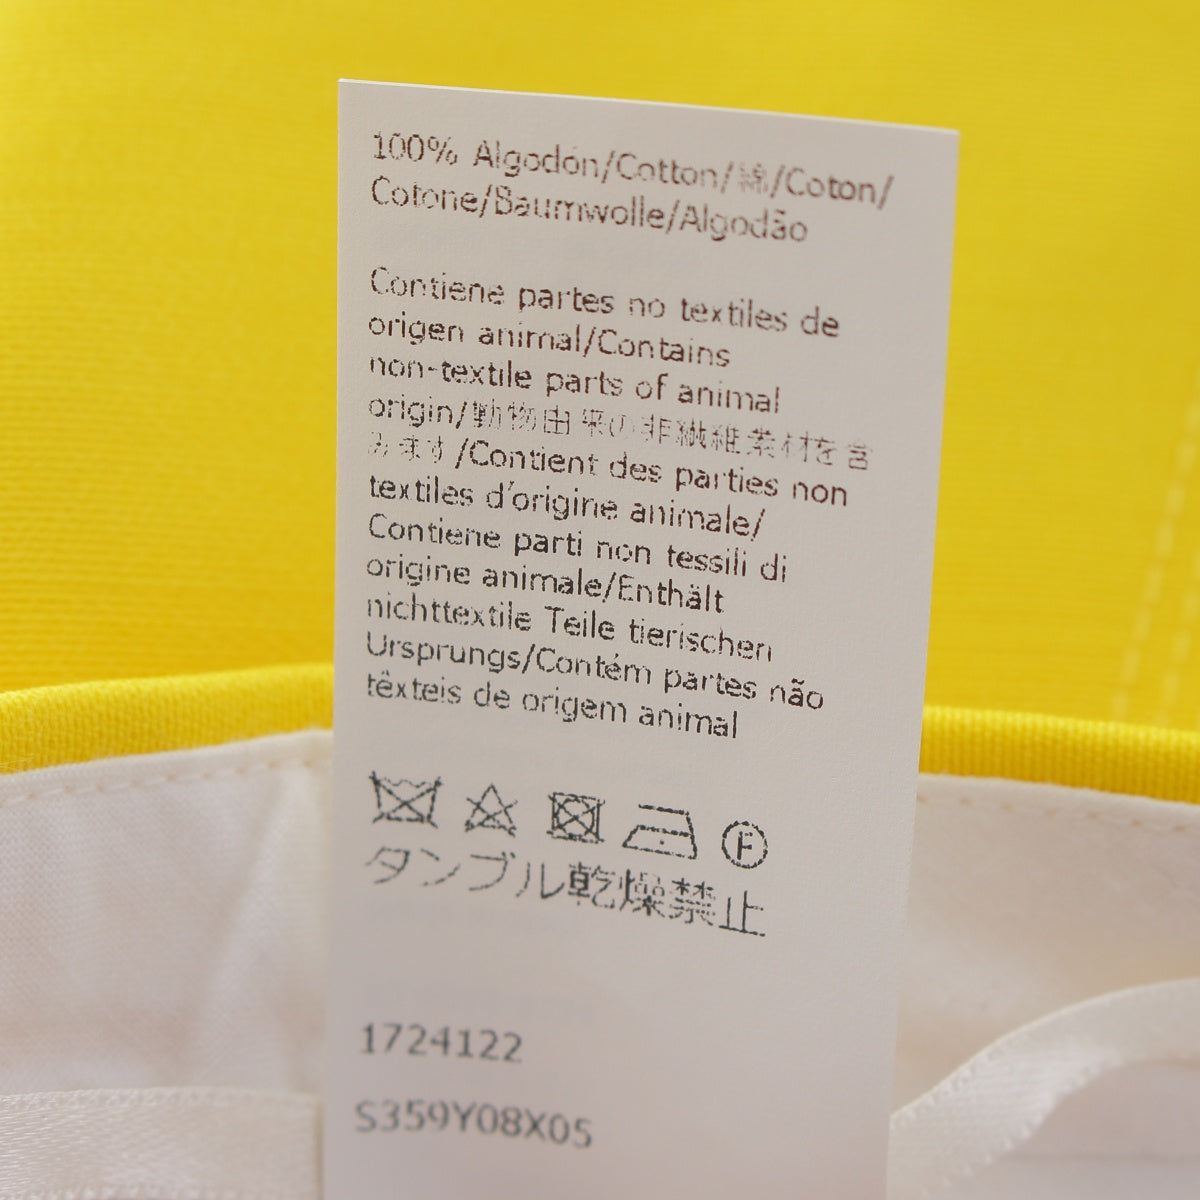 100% Algodón/Cotton/綿/Coton/
Cotone/Baumwolle/Algodão
Contiene partes no textiles de
origen animal/Contains
non-textile parts of animal
origin/動物由来の非繊維素材を含
みます/Contient des parties non
textiles d'origine animale/
Contiene parti non tessili di
origine animale/Enthält
nichttextile Teile tierischen
Ursprungs/Contém partes não
têxteis de origem animal
F
タンブル乾燥禁止
1724122
S359Y08X05